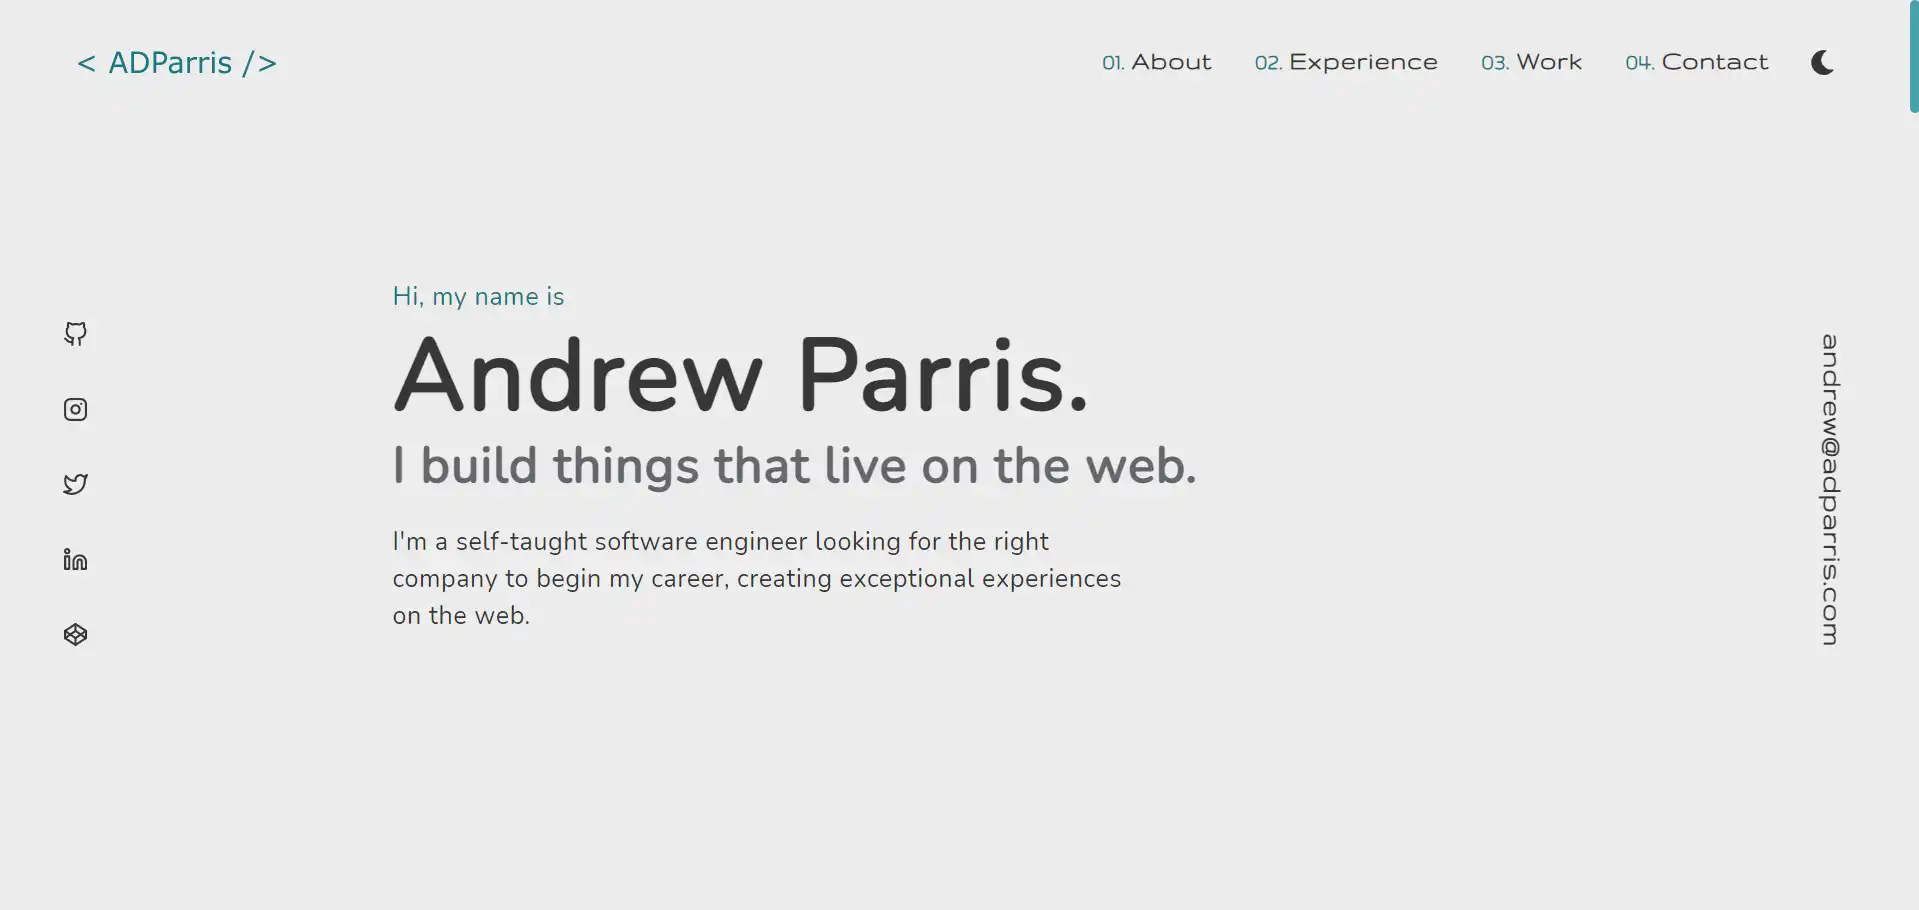 < ADParris />
01. About
02. Experience
03. Work
04. Contact
Hi, my name is
Andrew Parris.
I build things that live on the web.
I'm a self-taught software engineer looking for the right
company to begin my career, creating exceptional experiences
on the web.
andrew@adparris.com